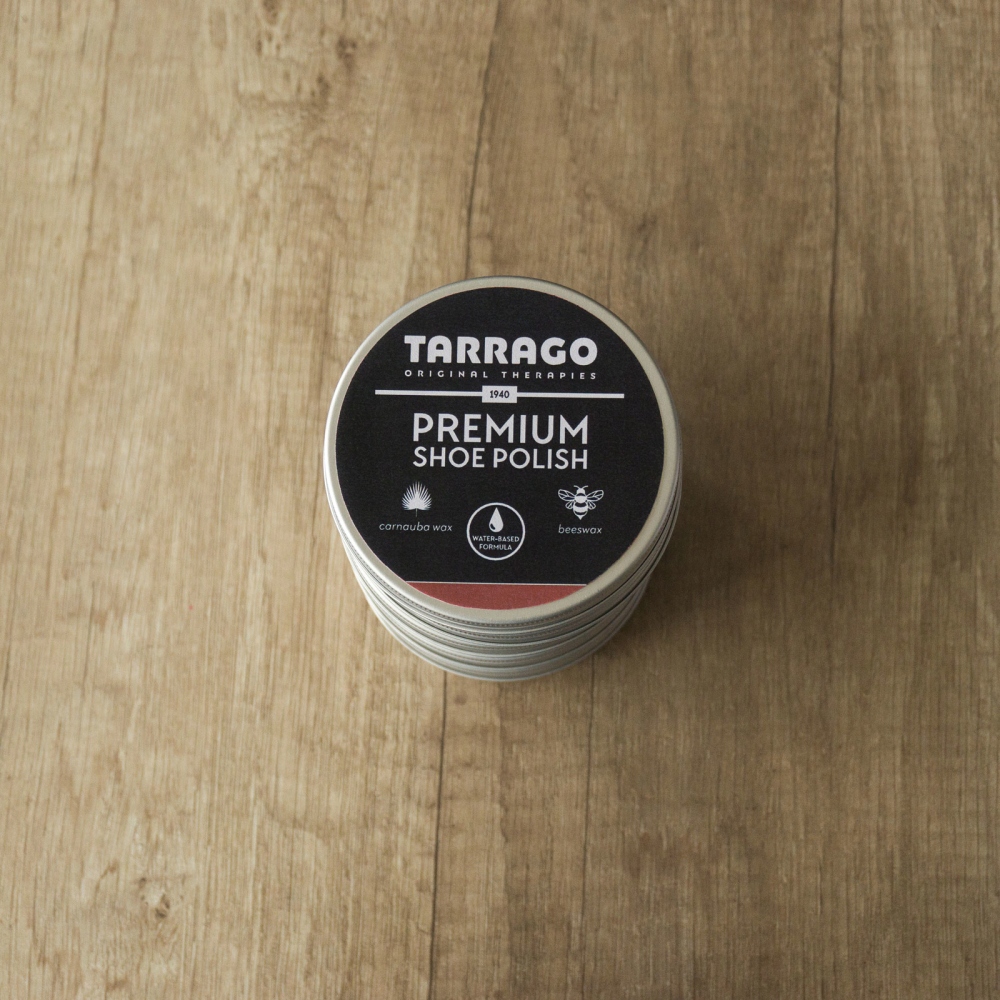 TARRAGO
ORIGINAL THERAPIES
1940
PREMIUM
SHOE POLISH
carnauba wax
WATER-BASED
FORMULA
beeswax